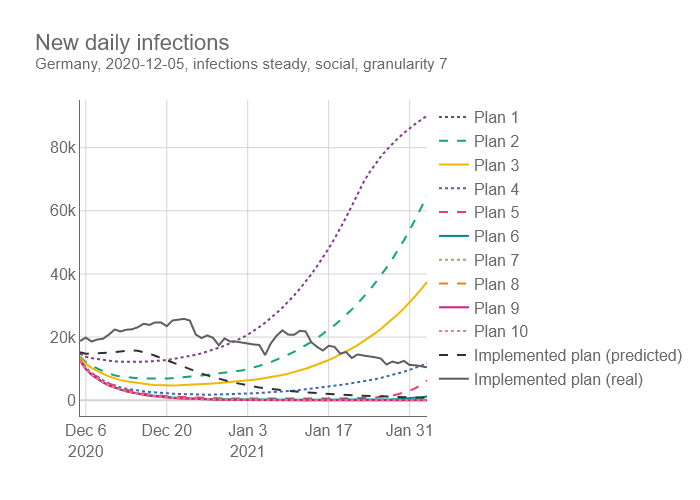 New daily infections
Germany, 2020-12-05, infections steady, social, granularity 7
80k
60k
40k
20k
0
Dec 6
2020
Dec 20
Jan 3
2021
Jan 17
Jan 31
Plan 1
Plan 2
Plan 3
Plan 4
Plan 5
Plan 6
Plan 7
Plan 8
Plan 9
Plan 10
Implemented plan (predicted)
Implemented plan (real)